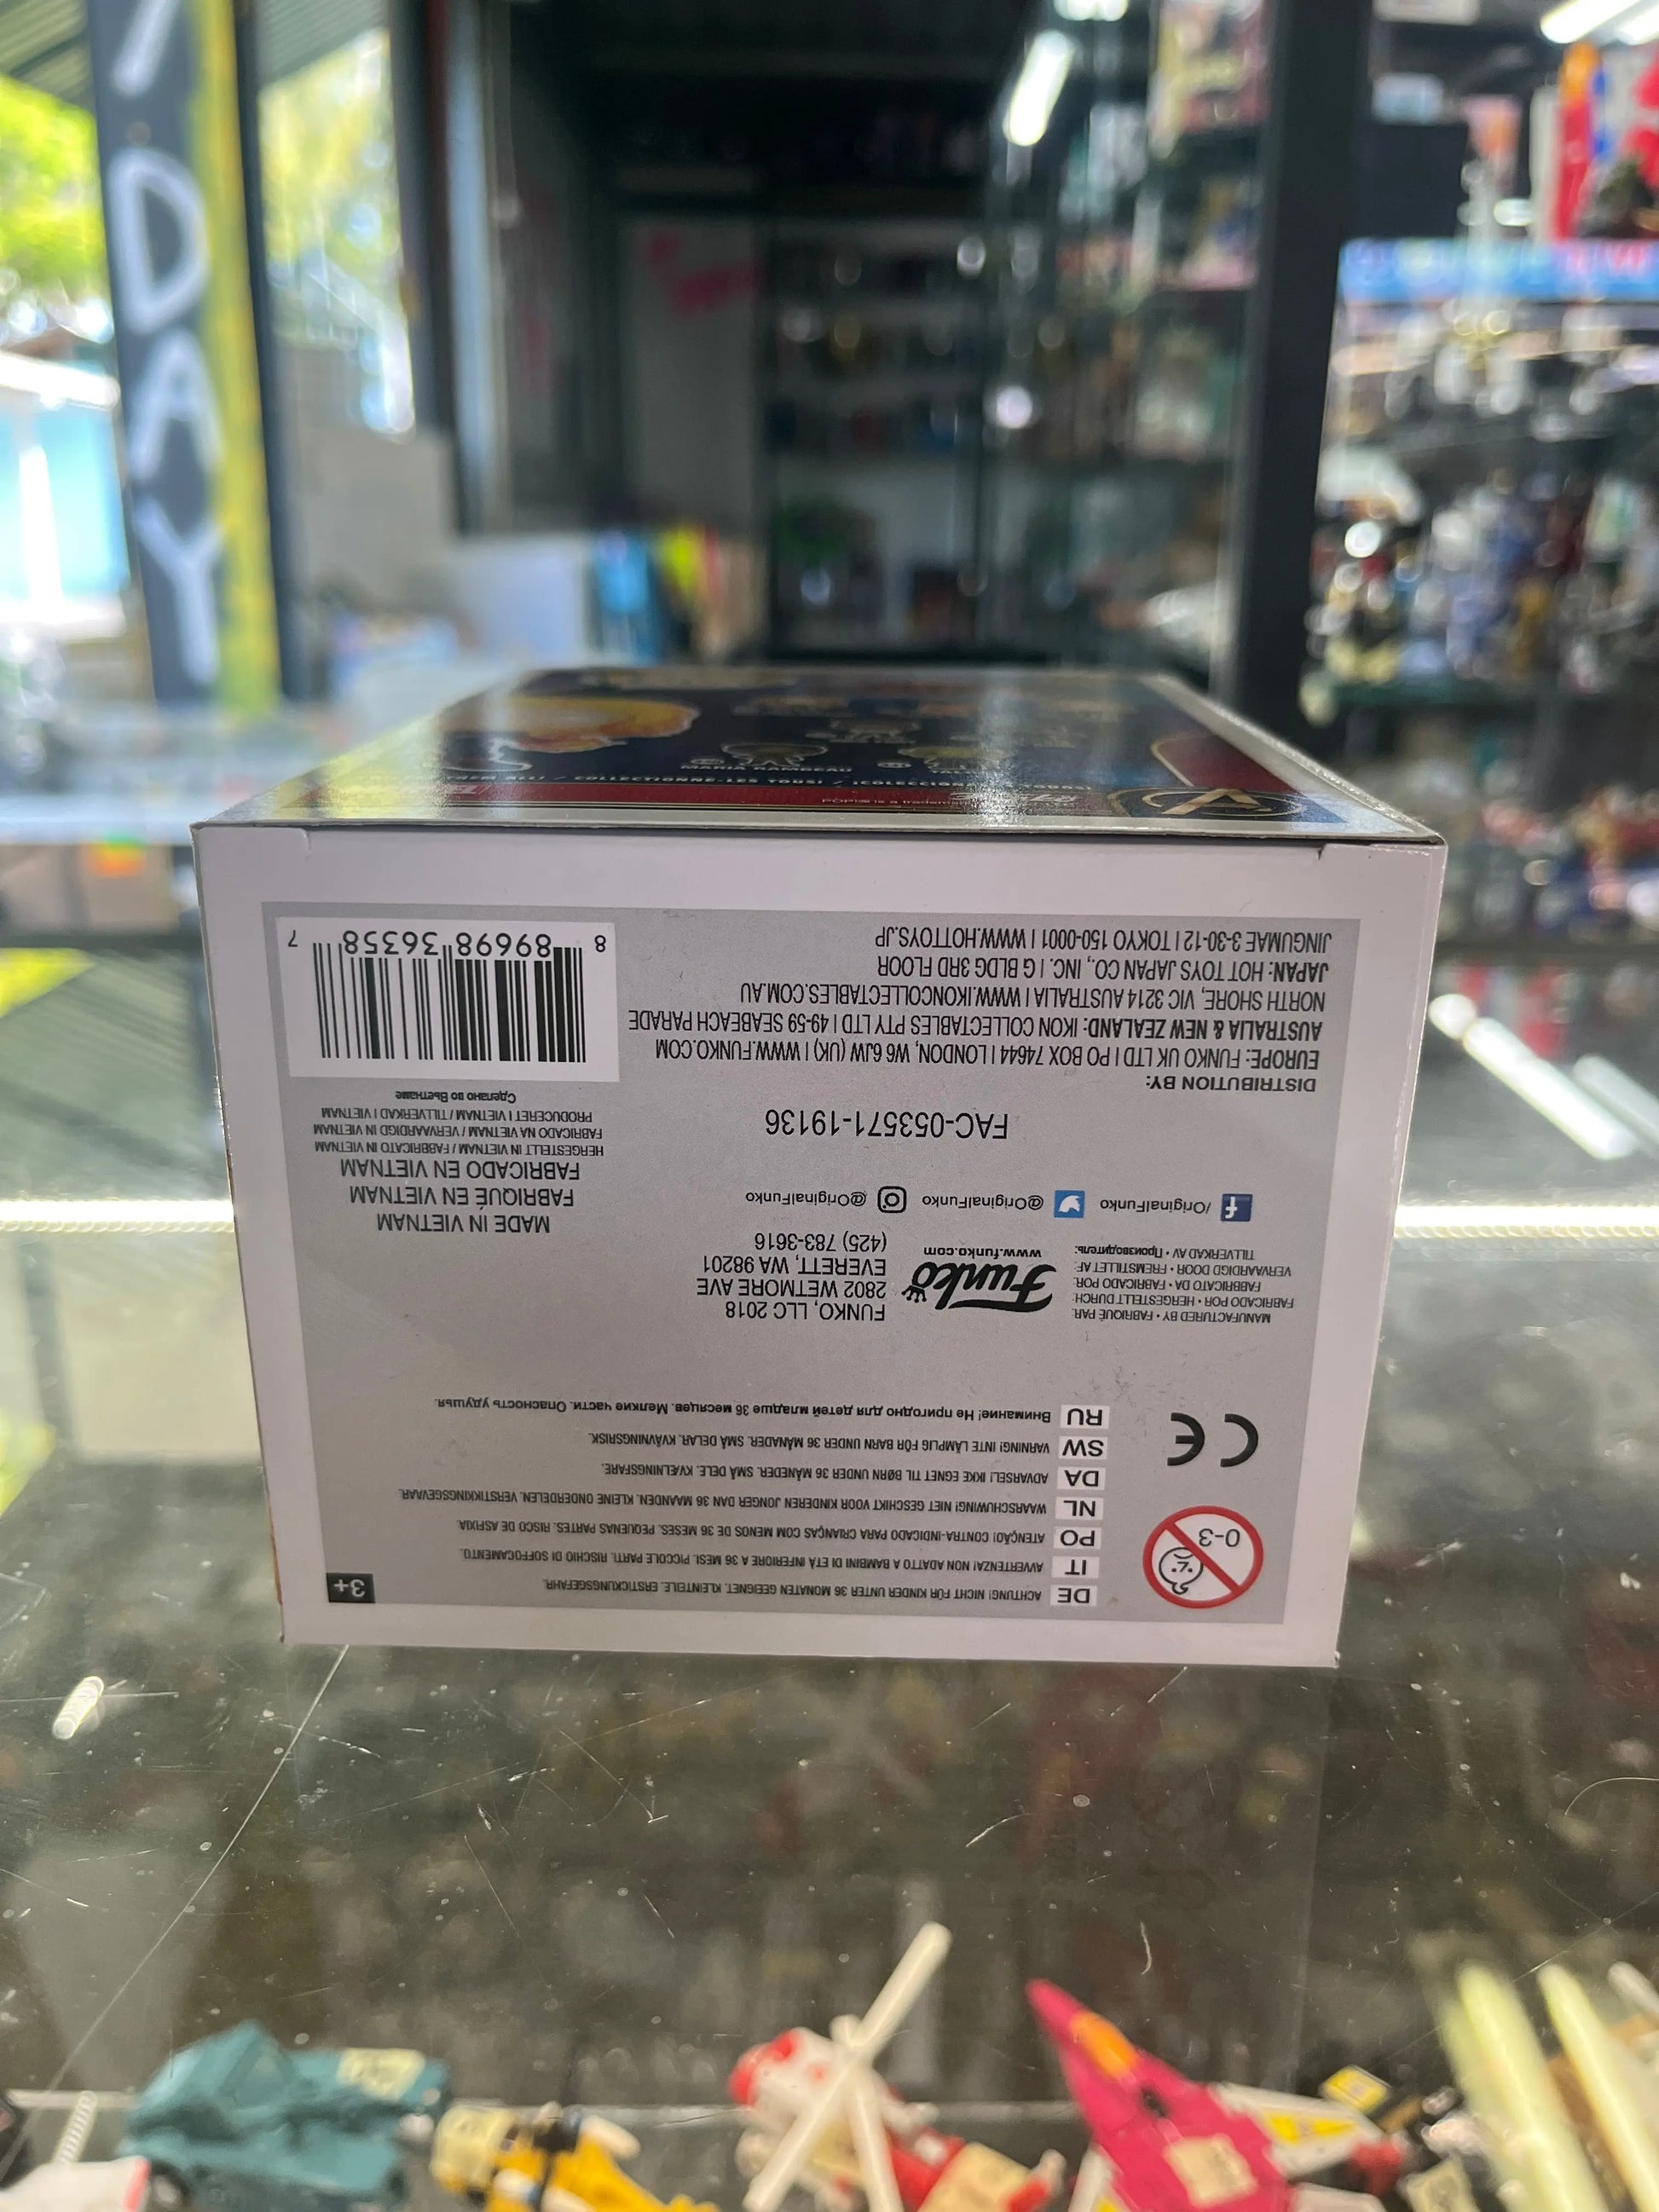 DE ACHTUNG! NICHT FÜR KINDER UNTER 36 MONATEN GEEIGNET. KLEINTEILE. ERSTICKUNGSGEFAHR.
IT AVVERTENZA! NON ADATTO A BAMBINI DI ETÀ INFERIORE A 36 MESI. PICCOLE PARTI. RISCHIO DI SOFFOCAMENTO.
PO ATENÇÃO! CONTRA-INDICADO PARA CRIANÇAS COM MENOS DE 36 MESES. PEQUENAS PARTES. RISCO DE ASFIXIA.
NL WAARSCHUWING! NIET GESCHIKT VOOR KINDEREN JONGER DAN 36 MAANDEN. KLEINE ONDERDELEN. VERSTIKKINGSGEVAAR.
DA ADVARSEL! IKKE EGNET TIL BØRN UNDER 36 MÅNEDER. SMÅ DELE. KVÆLNINGSFARE.
SW VARNING! INTE LÄMPLIG FÖR BARN UNDER 36 MÅNADER. SMÅ DELAR. KVÄVNINGSRISK.
RU Внимание! Не пригодно для детей младше 36 месяцев. Мелкие части. Опасность удушья.
0-3
CE
3+
MANUFACTURED BY • FABRIQUÉ PAR:
FABRICADO POR • HERGESTELLT DURCH:
FABBRICATO DA • FABRICADO POR:
VERVAARDIGD DOOR • FREMSTILLET AF:
TILLVERKAD AV • Производитель:
Funko
www.funko.com
FUNKO, LLC 2018
2802 WETMORE AVE
EVERETT, WA 98201
(425) 783-3616
/OriginalFunko @OriginalFunko @OriginalFunko
MADE IN VIETNAM
FABRIQUÉ EN VIETNAM
FABRICADO EN VIETNAM
HERGESTELLT IN VIETNAM / FABBRICATO IN VIETNAM
FABRICADO NA VIETNAM / VERVAARDIGD IN VIETNAM
PRODUCERET I VIETNAM / TILLVERKAD I VIETNAM
Сделано во Вьетнаме
FAC-053571-19136
DISTRIBUTION BY:
EUROPE: FUNKO UK LTD | PO BOX 74644 | LONDON, W6 6JW (UK) | WWW.FUNKO.COM
AUSTRALIA & NEW ZEALAND: IKON COLLECTABLES PTY LTD | 49-59 SEABEACH PARADE
NORTH SHORE, VIC 3214 AUSTRALIA | WWW.IKONCOLLECTABLES.COM.AU
JAPAN: HOT TOYS JAPAN CO., INC. | G BLDG 3RD FLOOR
JINGUMAE 3-30-12 | TOKYO 150-0001 | WWW.HOTTOYS.JP
8 89698 36358 7
DAY